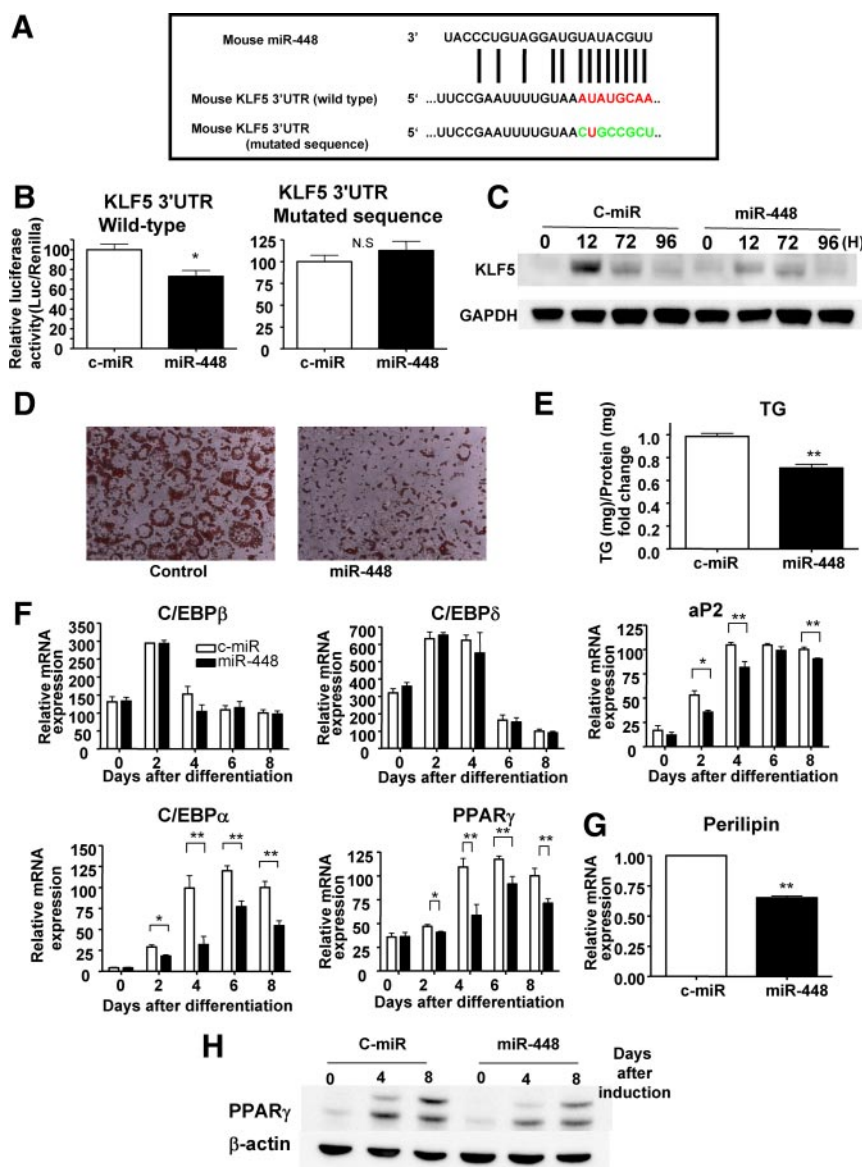 A
Mouse miR-448 3' UACCCUGUAGGAUGUAUACGUU
Mouse KLF5 3'UTR (wild type) 5' ...UUCCGAAUUUUGUAAAUAUGCAA..
Mouse KLF5 3'UTR
(mutated sequence) 5' ...UUCCGAAUUUUGUAACUGCCGCU..
B
KLF5 3'UTR
Wild-type
Relative luciferase
activity(Luc/Renilla)
100
80
60
40
20
0
*
c-miR miR-448
KLF5 3'UTR
Mutated sequence
125
100
75
50
25
0
N.S
c-miR miR-448
C
C-miR miR-448
0 12 72 96 0 12 72 96 (H)
KLF5
GAPDH
D
Control miR-448
E
TG
TG (mg)/Protein (mg)
fold change
1.0
0.8
0.6
0.4
0.2
0.0
**
c-miR miR-448
F
C/EBPβ
Relative mRNA
expression
300
250
200
150
100
50
0
c-miR
miR-448
0 2 4 6 8
Days after differentiation
C/EBPδ
Relative mRNA
expression
700
600
500
400
300
200
100
0 2 4 6 8
Days after differentiation
aP2
Relative mRNA
expression
100
75
50
25
0
* ** **
0 2 4 6 8
Days after differentiation
C/EBPα
Relative mRNA
expression
125
100
75
50
25
0
* ** ** **
0 2 4 6 8
Days after differentiation
PPARγ
Relative mRNA
expression
125
100
75
50
25
0
* ** ** **
0 2 4 6 8
Days after differentiation
G
Perilipin
Relative mRNA
expression
1.00
0.75
0.50
0.25
0.00
**
c-miR miR-448
H
C-miR miR-448
0 4 8 0 4 8
Days
after
induction
PPARγ
β-actin